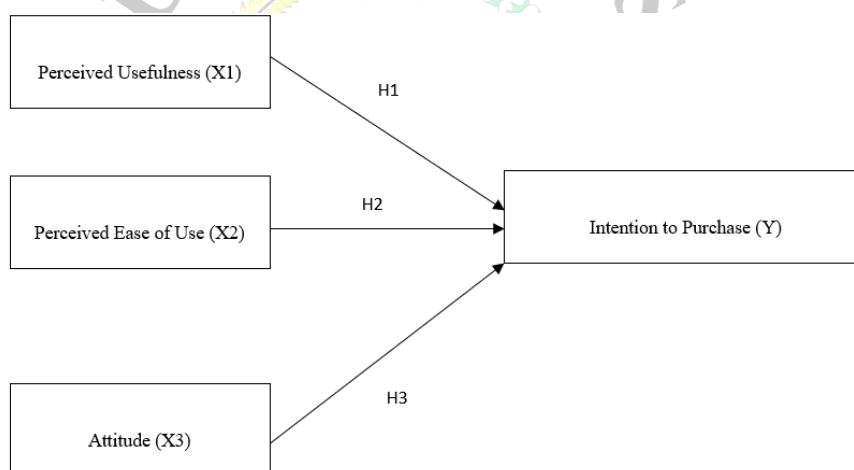 Perceived Usefulness (X1)
H1
Perceived Ease of Use (X2)
H2
Intention to Purchase (Y)
H3
Attitude (X3)